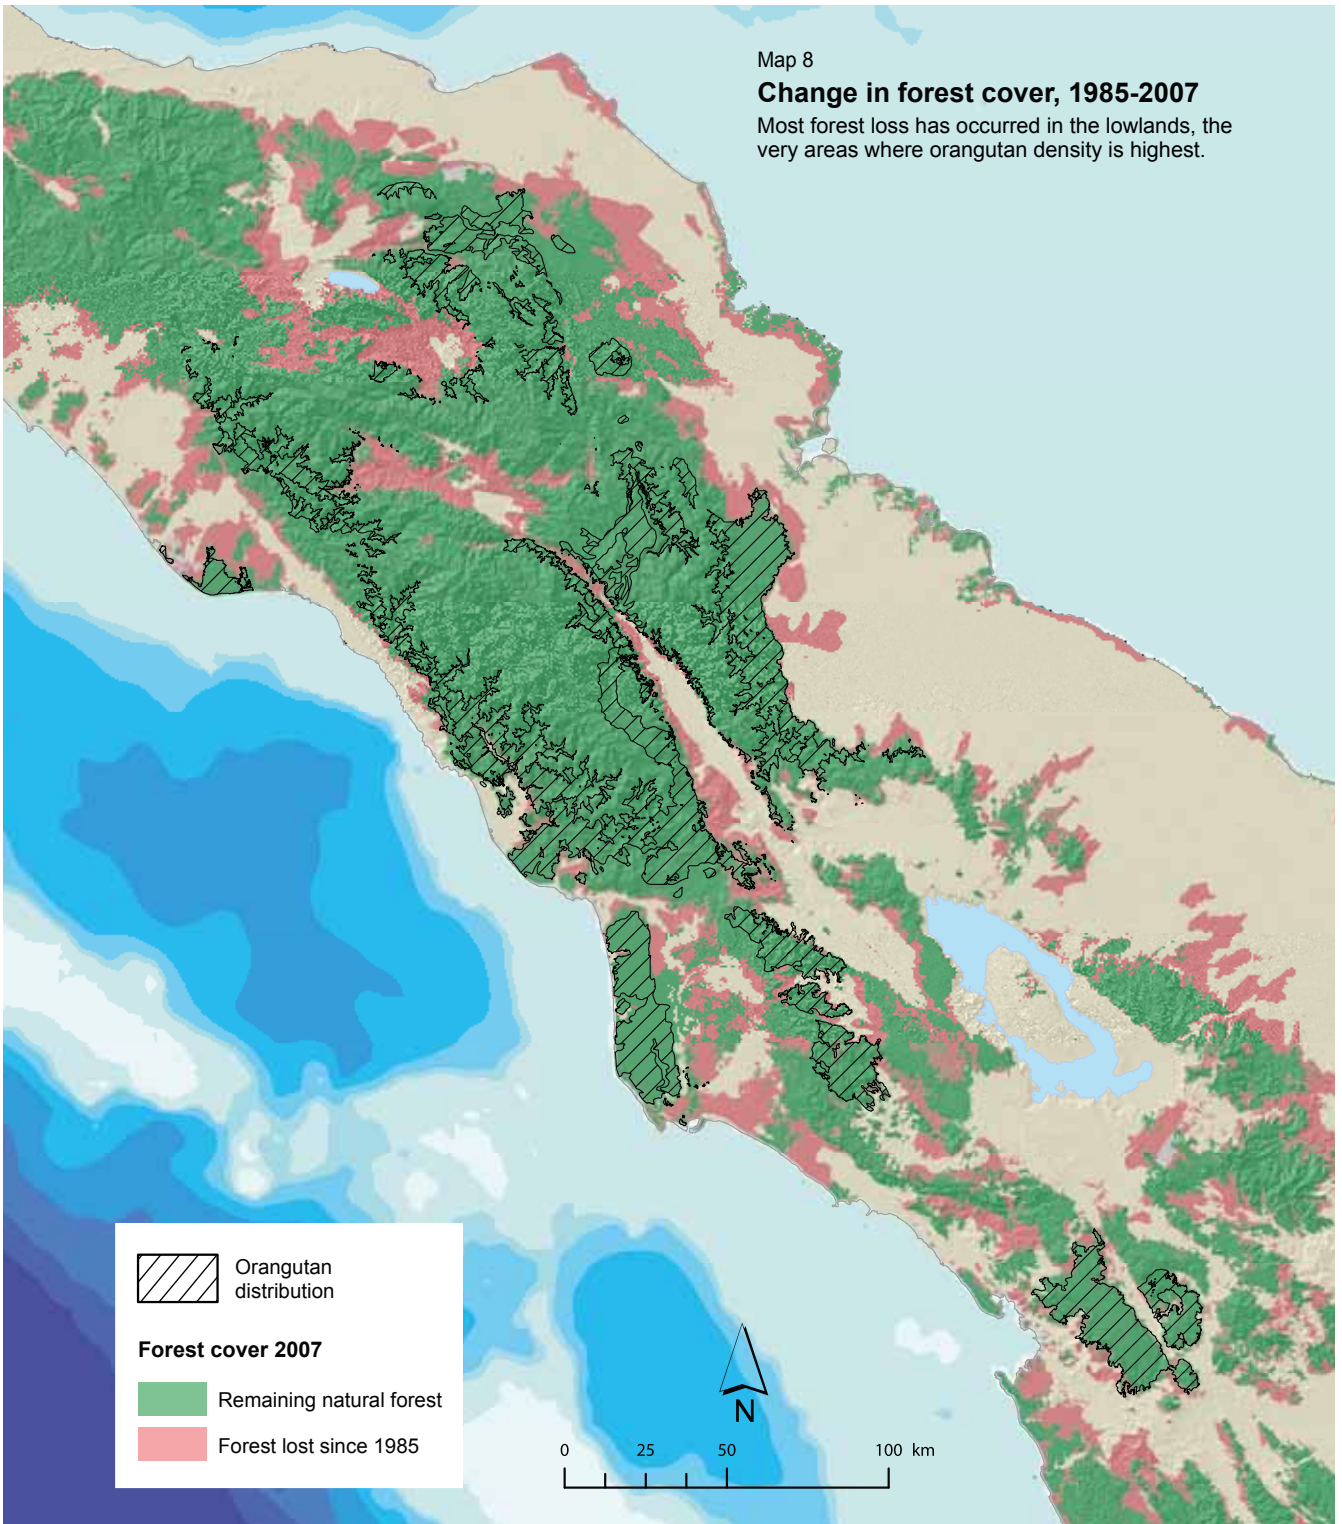 Map 8
Change in forest cover, 1985-2007
Most forest loss has occurred in the lowlands, the
very areas where orangutan density is highest.
Orangutan
distribution
Forest cover 2007
Remaining natural forest
Forest lost since 1985
N
0 25 50 100 km